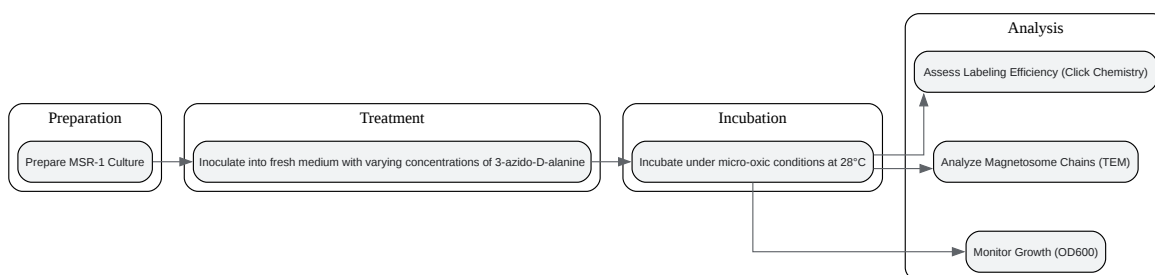 Preparation
Prepare MSR-1 Culture
Treatment
Inoculate into fresh medium with varying concentrations of 3-azido-D-alanine
Incubation
Incubate under micro-oxic conditions at 28°C
Analysis
Assess Labeling Efficiency (Click Chemistry)
Analyze Magnetosome Chains (TEM)
Monitor Growth (OD600)